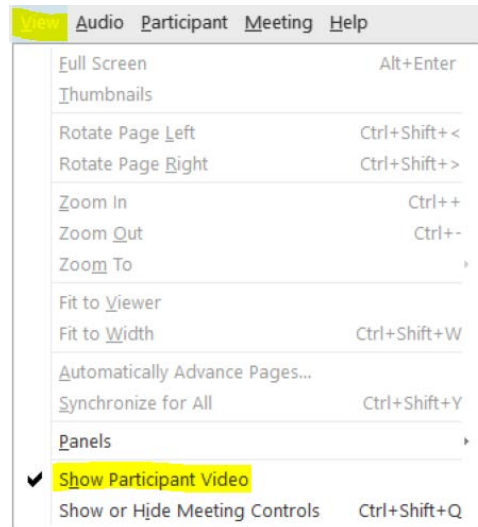 View Audio Participant Meeting Help
Full Screen Alt+Enter
Thumbnails
Rotate Page Left Ctrl+Shift+<
Rotate Page Right Ctrl+Shift+>
Zoom In Ctrl++
Zoom Out Ctrl+-
Zoom To
Fit to Viewer
Fit to Width Ctrl+Shift+W
Automatically Advance Pages...
Synchronize for All Ctrl+Shift+Y
Panels
Show Participant Video
Show or Hide Meeting Controls Ctrl+Shift+Q